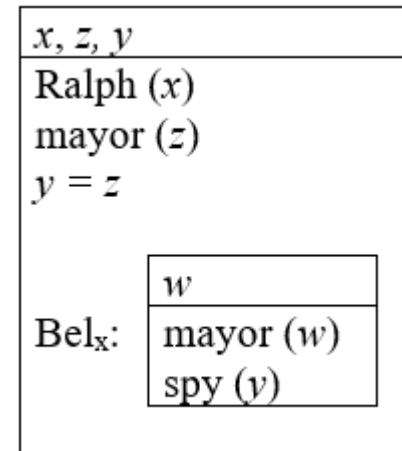 x, z, y
Ralph (x)
mayor (z)
y = z
w
Belx: mayor (w)
spy (y)